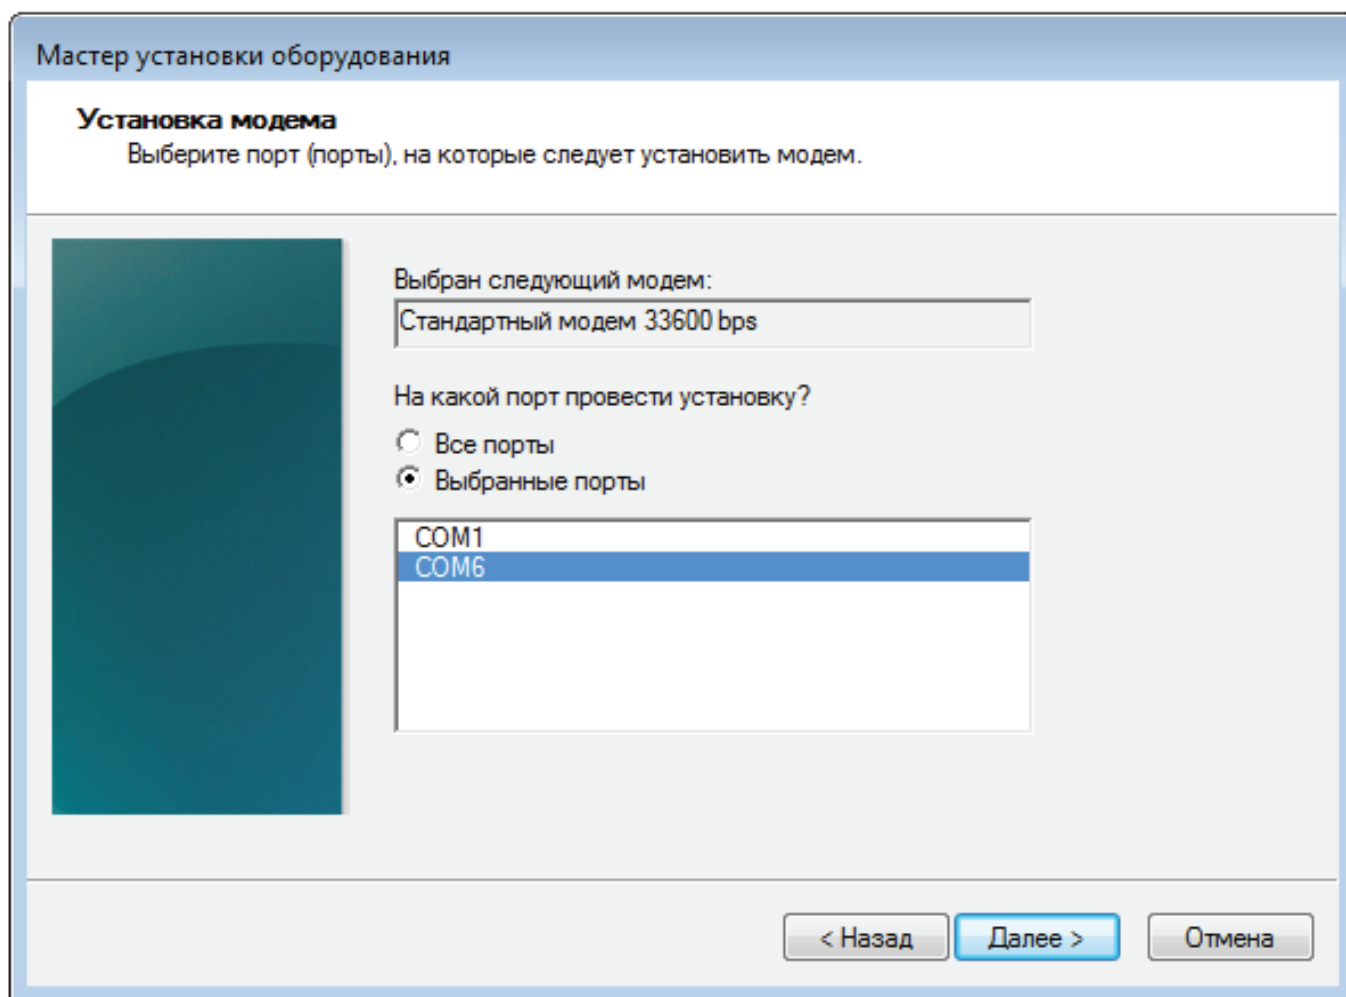 Мастер установки оборудования
Установка модема
Выберите порт (порты), на которые следует установить модем.
Выбран следующий модем:
Стандартный модем 33600 bps
На какой порт провести установку?
Все порты
Выбранные порты
COM1
COM6
< Назад
Далее >
Отмена